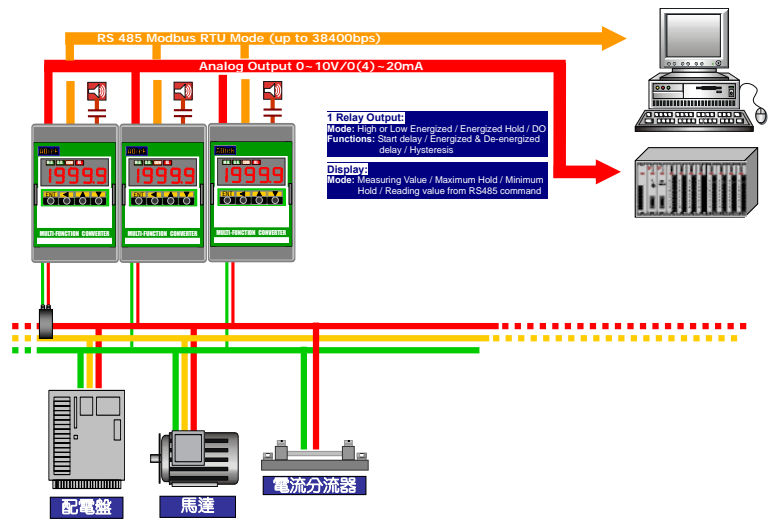 RS 485 Modbus RTU Mode (up to 38400bps)
Analog Output 0~10V/0(4)~20mA
1 Relay Output:
Mode: High or Low Energized / Energized Hold / DO
Functions: Start delay / Energized & De-energized
delay / Hysteresis
Display:
Mode: Measuring Value / Maximum Hold / Minimum
Hold / Reading value from RS485 command
19999
19999
19999
ENT
ENT
ENT
MULTI-FUNCTION CONVERTER
MULTI-FUNCTION CONVERTER
MULTI-FUNCTION CONVERTER
配電盤
馬達
電流分流器